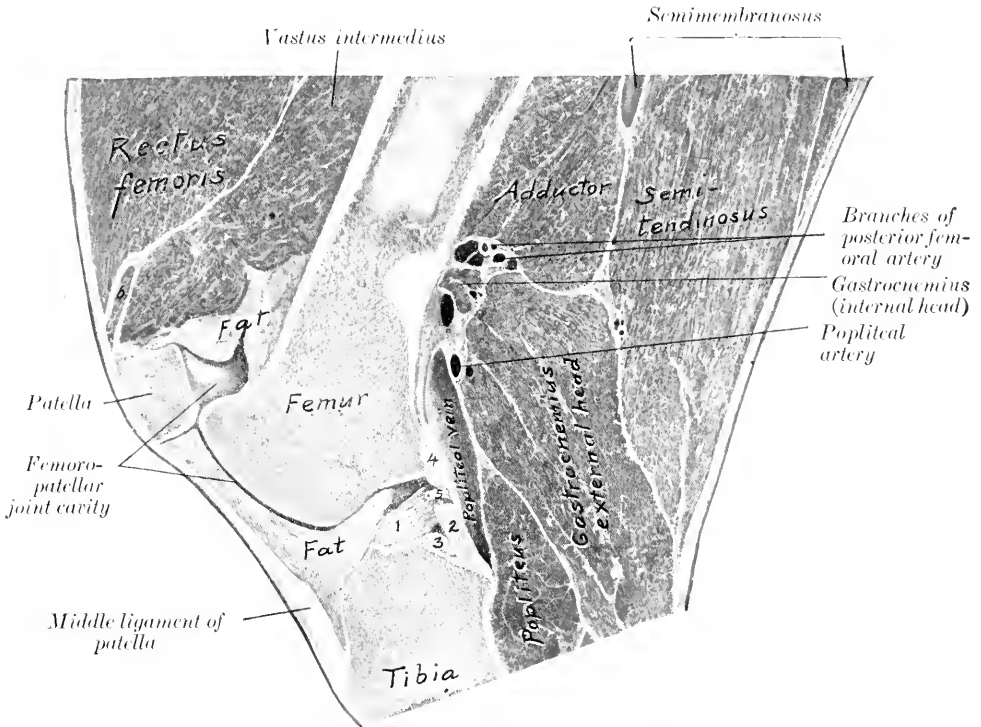 Semimembranosus
Vastus intermedius
Rectus
femoris
Adductor
Semi-
tendinosus
Branches of
posterior fem-
oral artery
Gastrocnemius
(internal head)
Popliteal
artery
6
Fat
Patella
Femur
Popliteal vein
Gastrochemius
external head
Femoro-
patellar
joint cavity
4
5
1
2
3
Fat
Popliteus
Middle ligament of
patella
Tibia